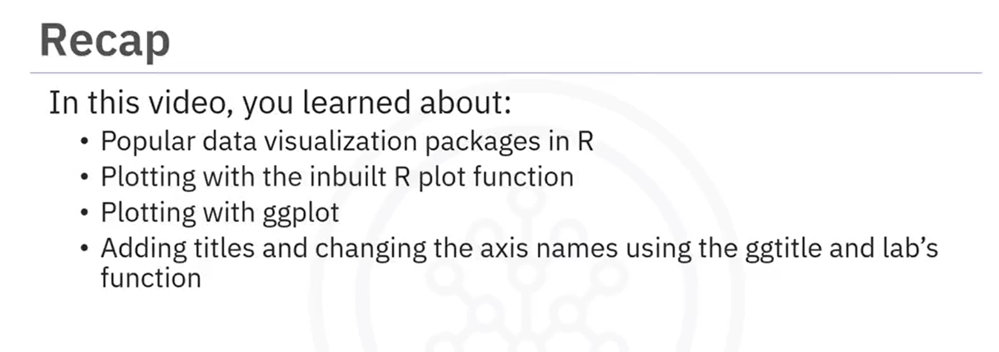 Recap
In this video, you learned about:
• Popular data visualization packages in R
• Plotting with the inbuilt R plot function
• Plotting with ggplot
• Adding titles and changing the axis names using the ggtitle and lab’s
function